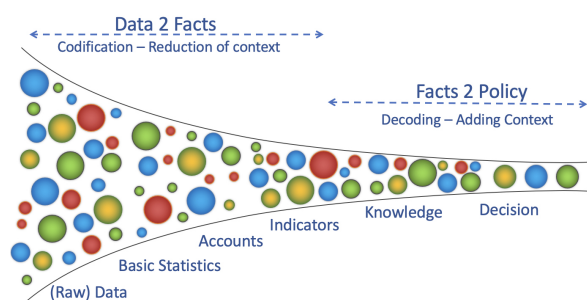 Data 2 Facts
Codification – Reduction of context
Facts 2 Policy
Decoding – Adding Context
(Raw) Data
Basic Statistics
Accounts
Indicators
Knowledge
Decision